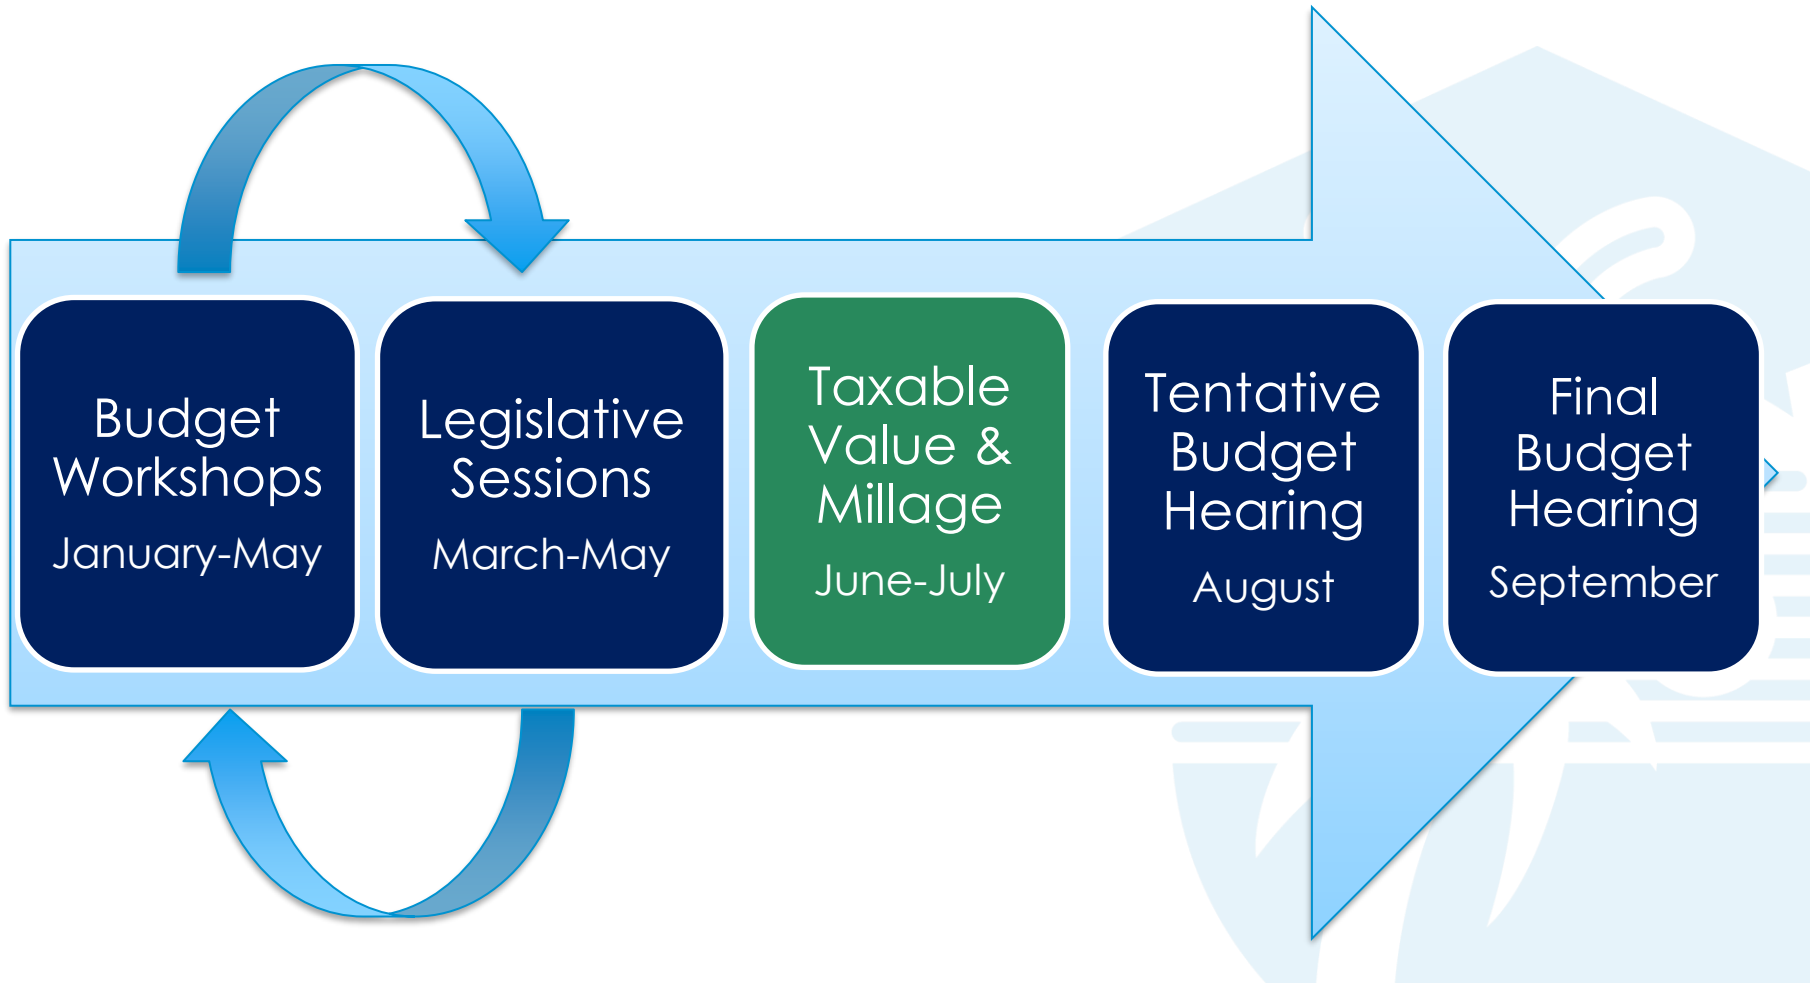 Budget
Workshops
January-May
Legislative
Sessions
March-May
Taxable
Value &
Millage
June-July
Tentative
Budget
Hearing
August
Final
Budget
Hearing
September